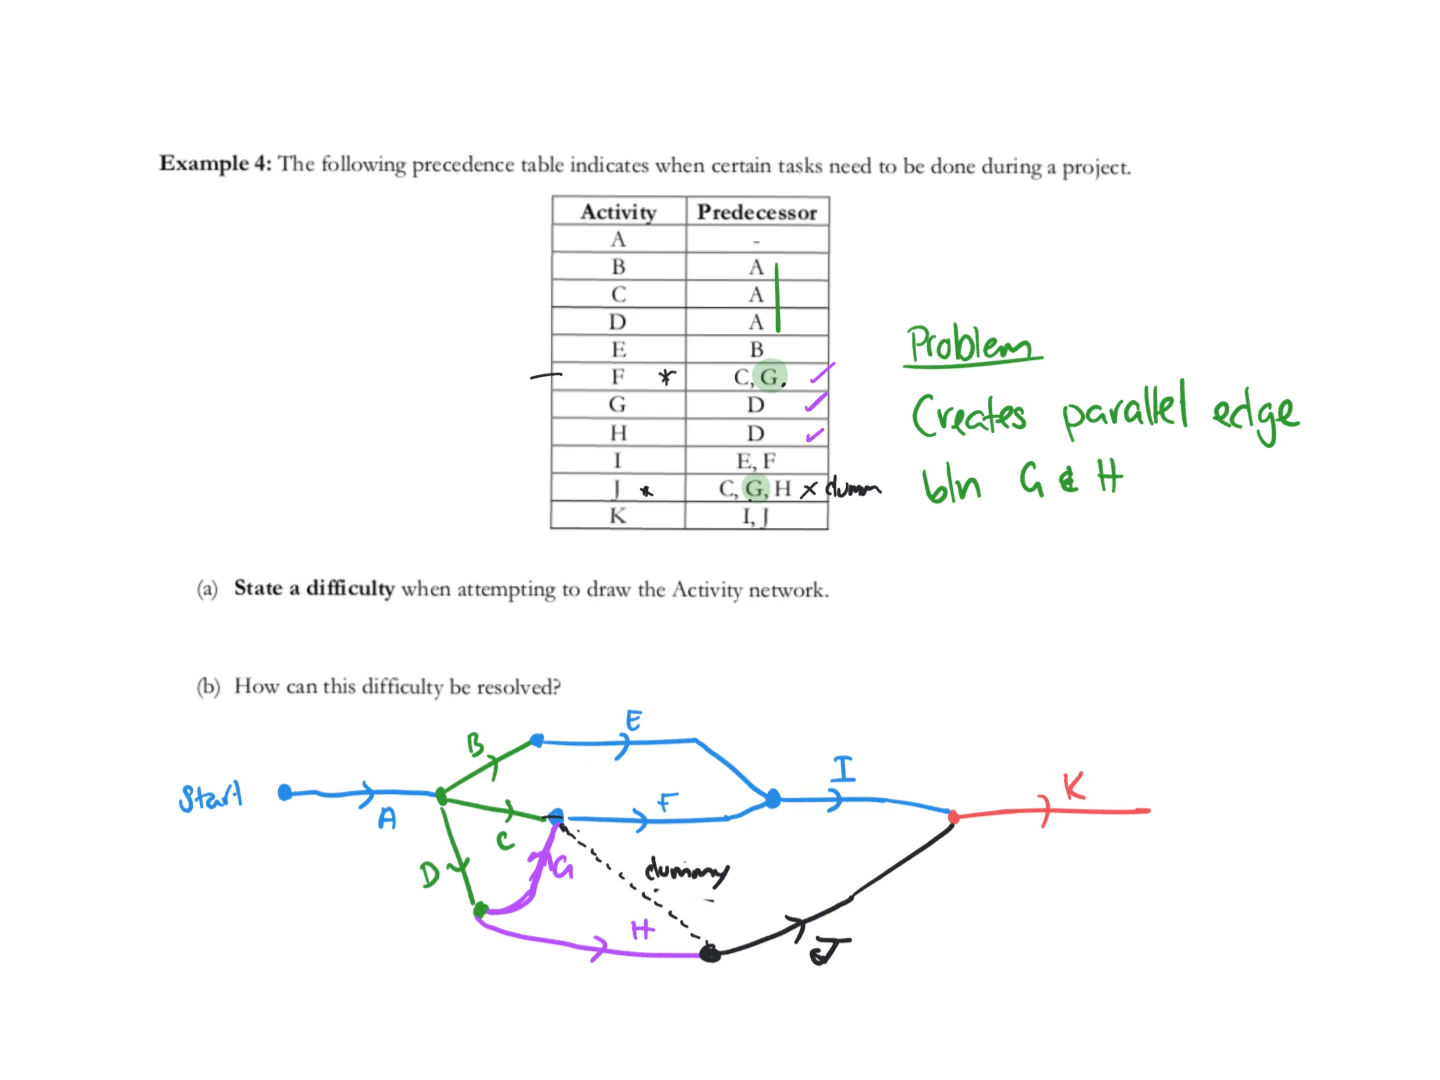 Example 4: The following precedence table indicates when certain tasks need to be done during a project.
Activity Predecessor
A -
B A
C A
D A
E B
F * C, G,
G D
H D
I E, F
J * C, G, H x dumm
K I, J
Problem
Creates parallel edge
b/n G & H
(a) State a difficulty when attempting to draw the Activity network.
(b) How can this difficulty be resolved?
E
B
I
Start
K
A
F
C
D
G
dummy
H
J